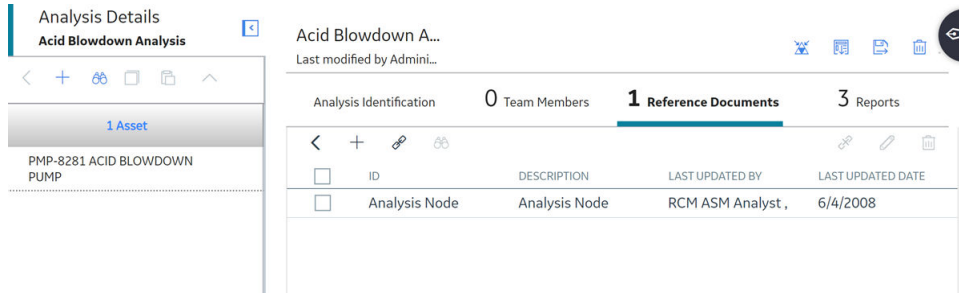 Analysis Details
Acid Blowdown Analysis
1 Asset
PMP-8281 ACID BLOWDOWN
PUMP
Acid Blowdown A...
Last modified by Admini...
Analysis Identification 0 Team Members 1 Reference Documents 3 Reports
ID DESCRIPTION LAST UPDATED BY LAST UPDATED DATE
Analysis Node Analysis Node RCM ASM Analyst , 6/4/2008